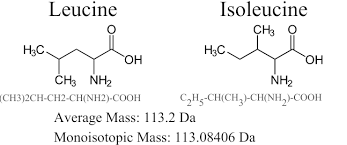 Leucine Isoleucine
O CH₃ O
H₃C OH H₃C OH
CH₃ NH₂ NH₂
(CH3)2CH-CH2-CH(NH2)-COOH C₂H₅-CH(CH₃)-CH(NH₂)-COOH
Average Mass: 113.2 Da
Monoisotopic Mass: 113.08406 Da